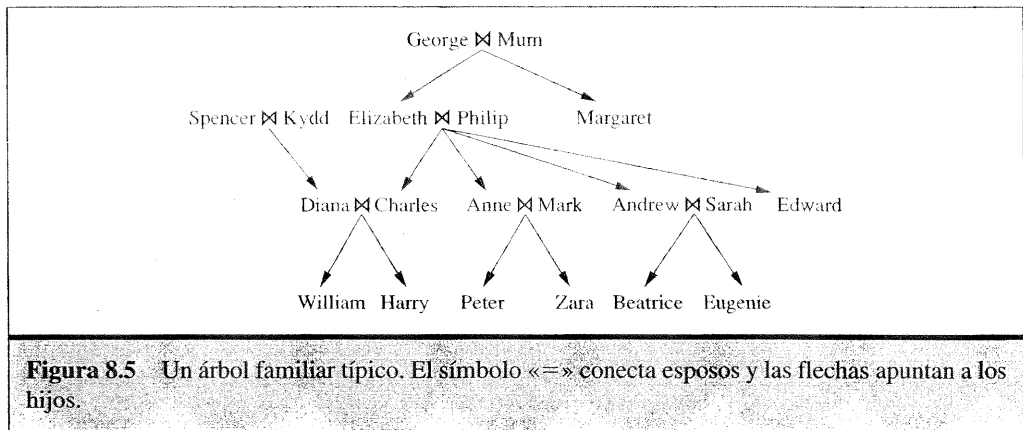 George ⋈ Mum
Spencer ⋈ Kydd Elizabeth ⋈ Philip Margaret
Diana ⋈ Charles Anne ⋈ Mark Andrew ⋈ Sarah Edward
William Harry Peter Zara Beatrice Eugenie
Figura 8.5 Un árbol familiar típico. El símbolo «=» conecta esposos y las flechas apuntan a los
hijos.